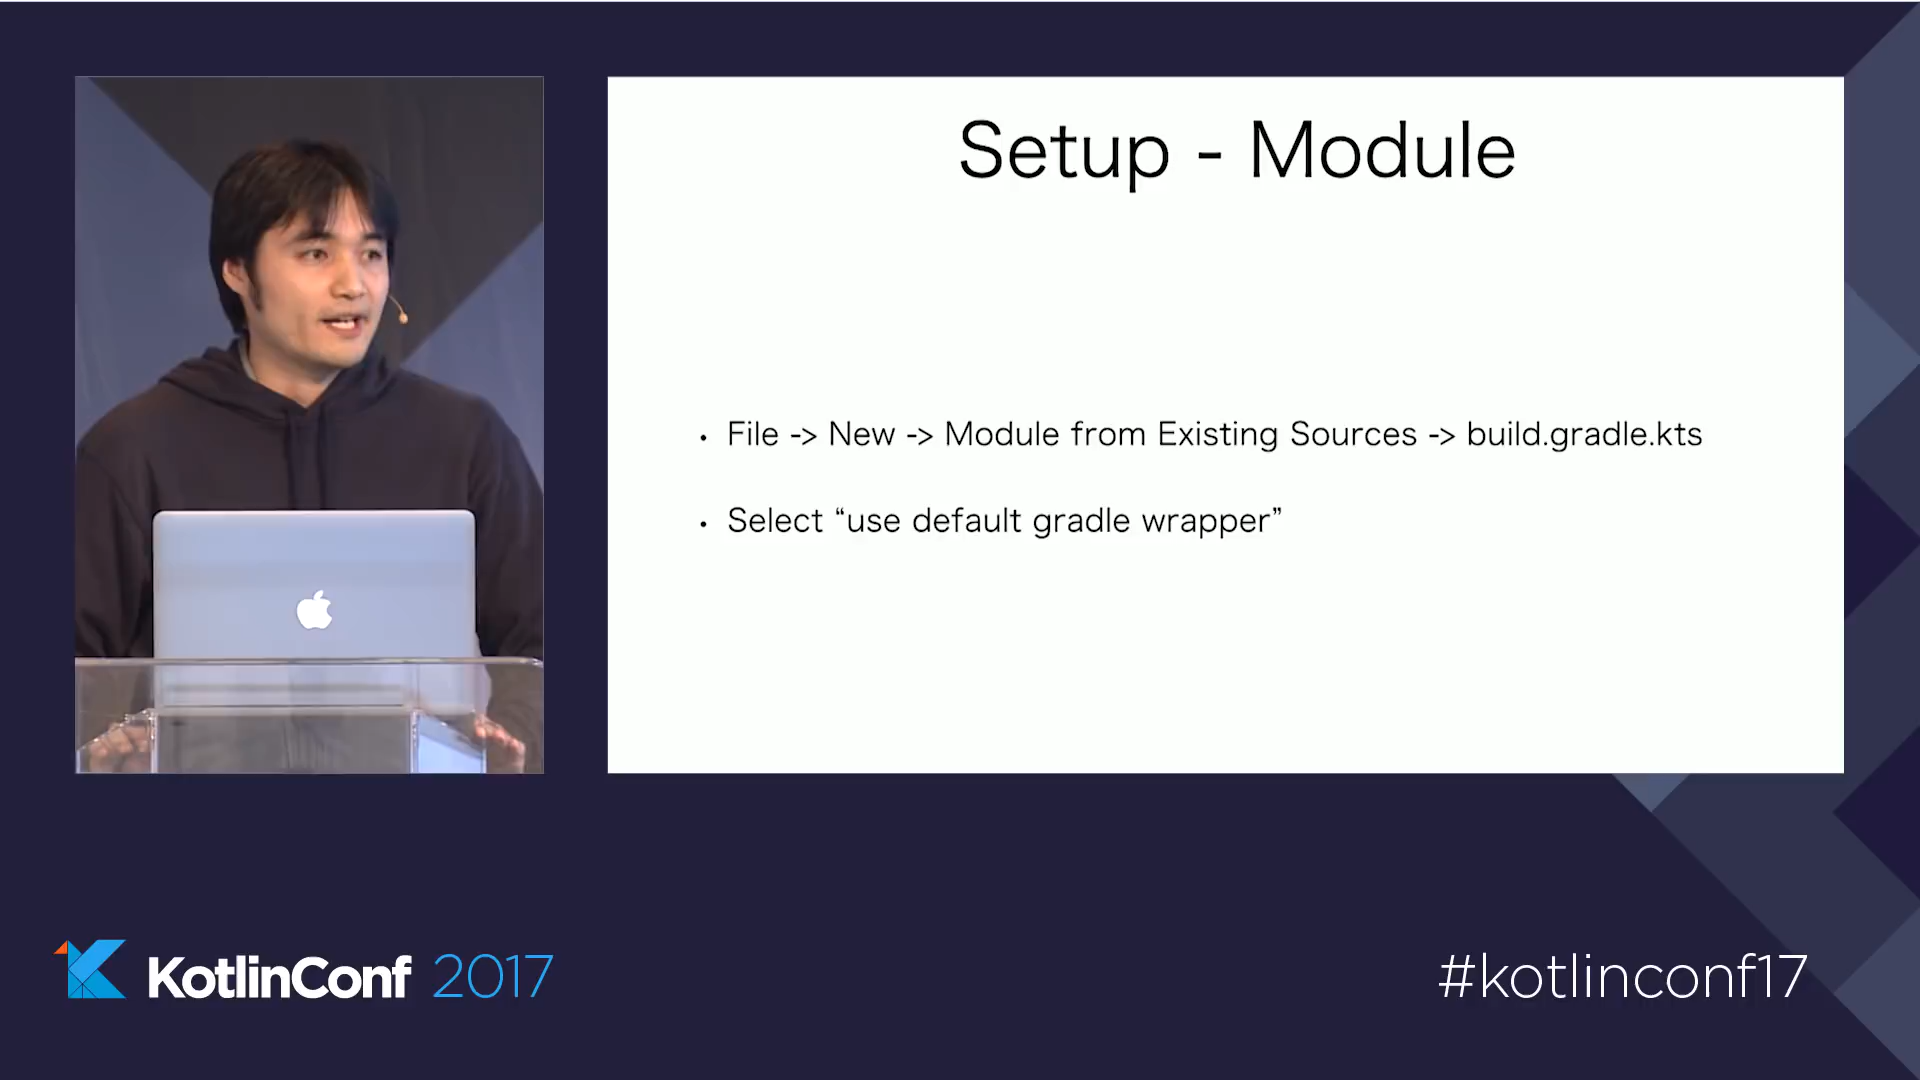 Setup - Module
• File -> New -> Module from Existing Sources -> build.gradle.kts
• Select “use default gradle wrapper”
KotlinConf 2017
#kotlinconf17